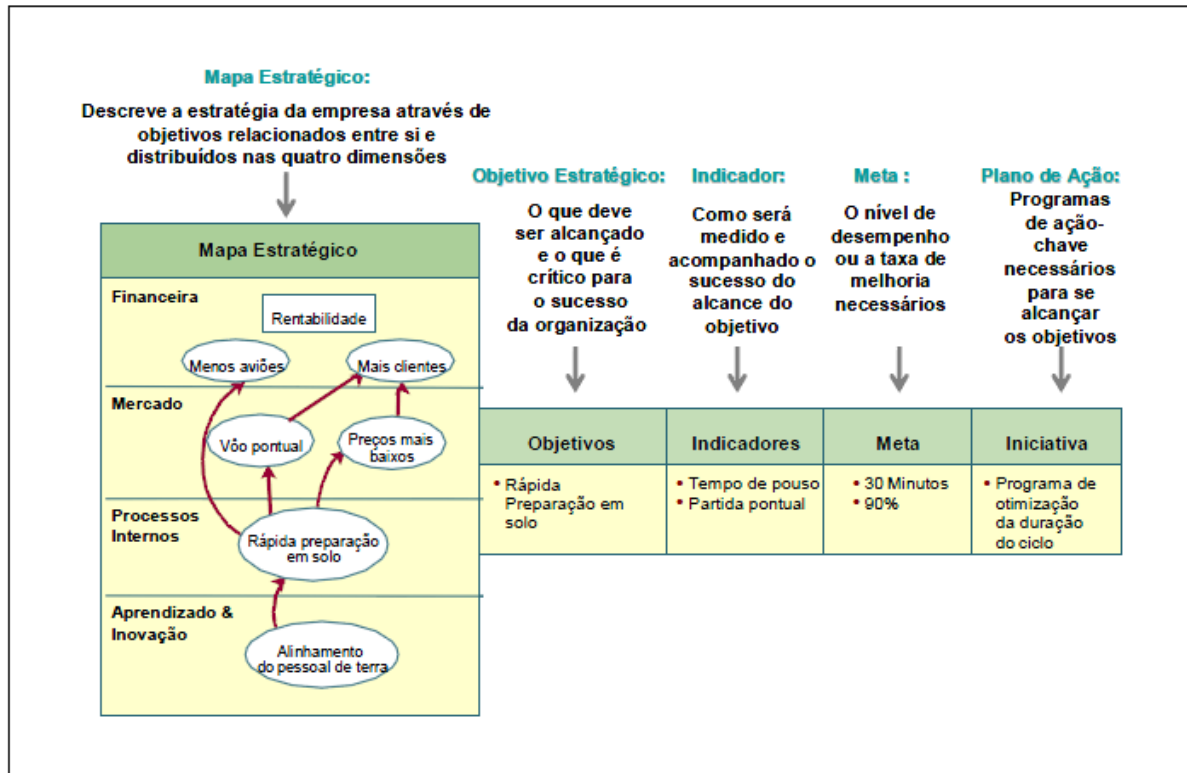 Mapa Estratégico:
Descreve a estratégia da empresa através de
objetivos relacionados entre si e
distribuídos nas quatro dimensões
Objetivo Estratégico:
O que deve
ser alcançado
e o que é
crítico para
o sucesso
da organização
Indicador:
Como será
medido e
acompanhado o
sucesso do
alcance do
objetivo
Meta :
O nível de
desempenho
ou a taxa de
melhoria
necessários
Plano de Ação:
Programas
de ação-
chave
necessários
para se
alcançar
os objetivos
Mapa Estratégico
Financeira
Rentabilidade
Menos aviões
Mais clientes
Mercado
Vôo pontual
Preços mais
baixos
Processos
Internos
Rápida preparação
em solo
Aprendizado &
Inovação
Alinhamento
do pessoal de terra
Objetivos
Indicadores
Meta
Iniciativa
• Rápida
Preparação em
solo
• Tempo de pouso
• Partida pontual
• 30 Minutos
• 90%
• Programa de
otimização
da duração
do ciclo